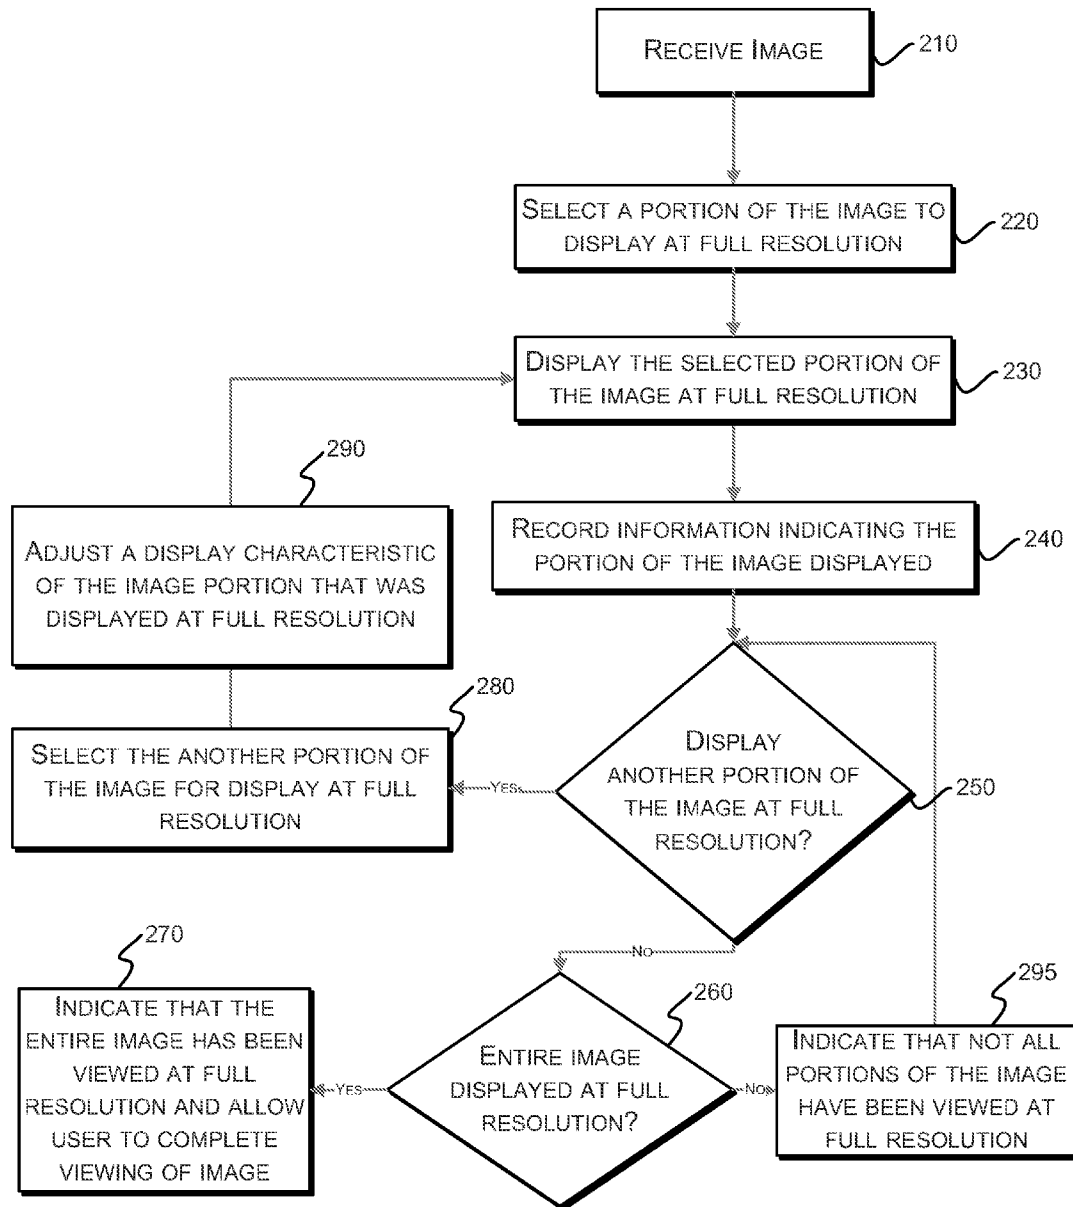 RECEIVE IMAGE
210
SELECT A PORTION OF THE IMAGE TO
DISPLAY AT FULL RESOLUTION
220
DISPLAY THE SELECTED PORTION OF
THE IMAGE AT FULL RESOLUTION
230
290
ADJUST A DISPLAY CHARACTERISTIC
OF THE IMAGE PORTION THAT WAS
DISPLAYED AT FULL RESOLUTION
RECORD INFORMATION INDICATING THE
PORTION OF THE IMAGE DISPLAYED
240
280
SELECT THE ANOTHER PORTION OF
THE IMAGE FOR DISPLAY AT FULL
RESOLUTION
YES
DISPLAY
ANOTHER PORTION OF
THE IMAGE AT FULL
RESOLUTION?
250
NO
270
INDICATE THAT THE
ENTIRE IMAGE HAS BEEN
VIEWED AT FULL
RESOLUTION AND ALLOW
USER TO COMPLETE
VIEWING OF IMAGE
YES
260
ENTIRE IMAGE
DISPLAYED AT FULL
RESOLUTION?
NO
295
INDICATE THAT NOT ALL
PORTIONS OF THE IMAGE
HAVE BEEN VIEWED AT
FULL RESOLUTION